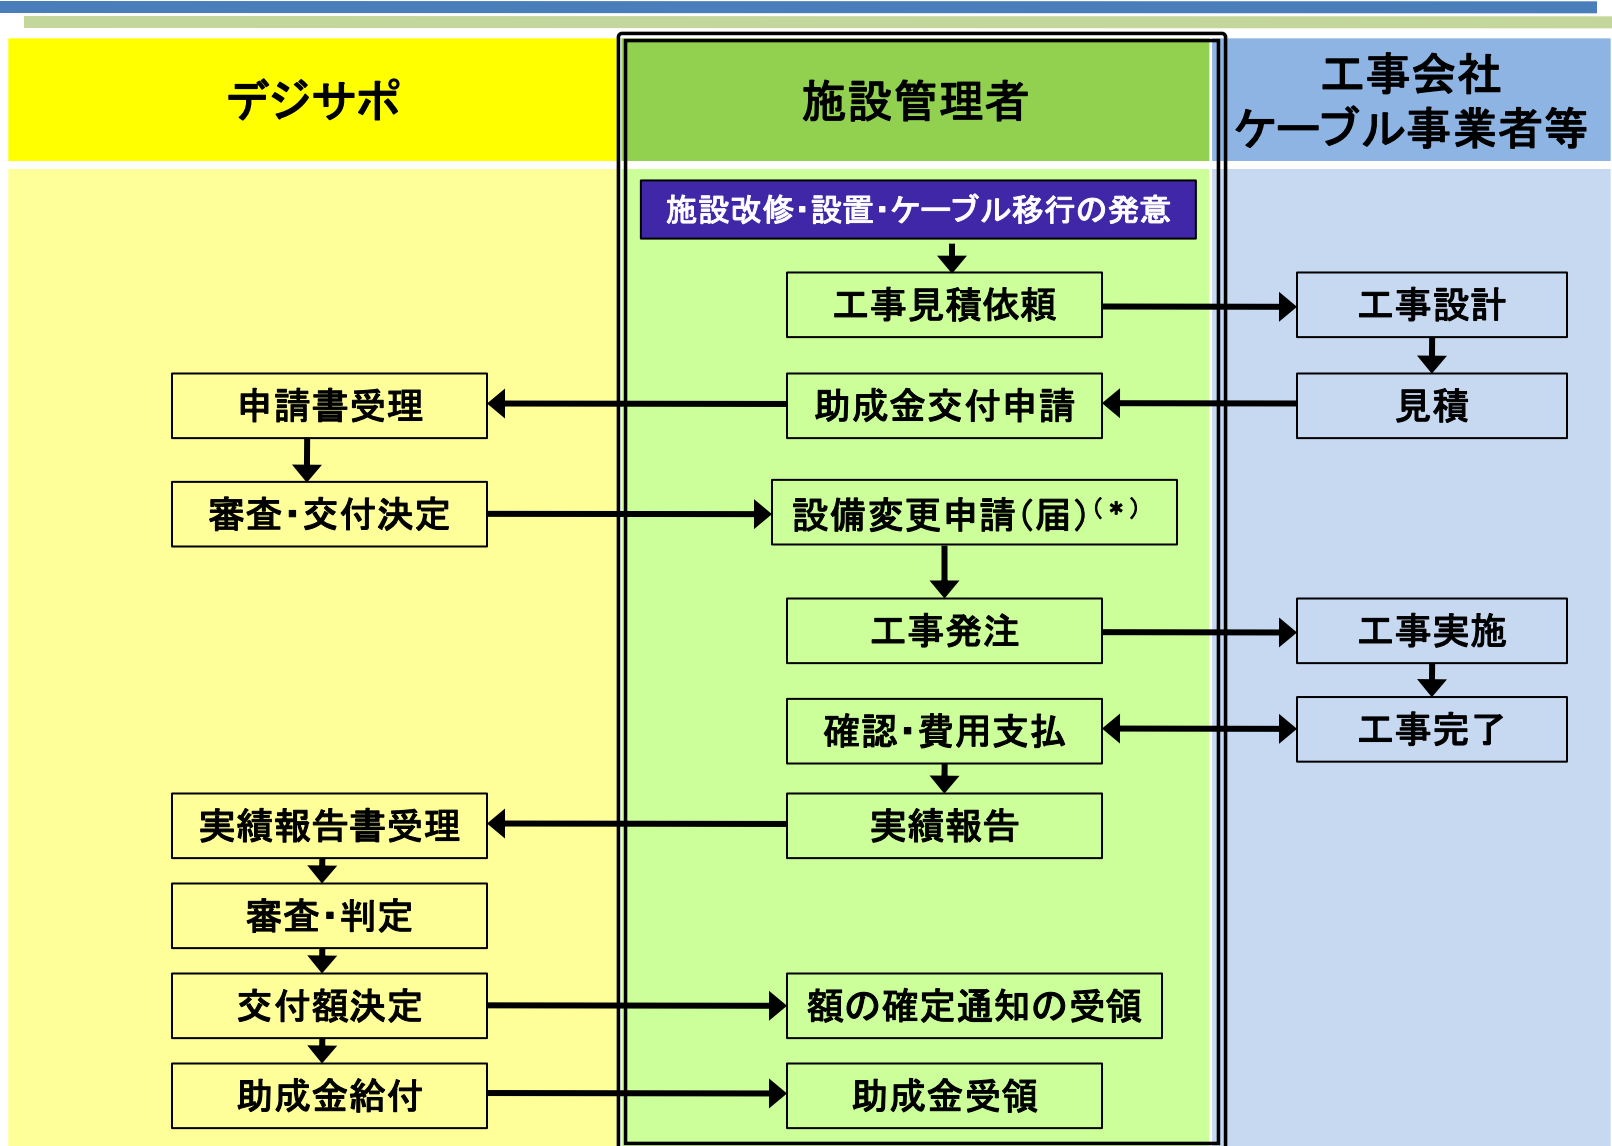 デジサポ
施設管理者
工事会社
ケーブル事業者等
施設改修・設置・ケーブル移行の発意
工事見積依頼
工事設計
申請書受理
助成金交付申請
見積
審査・交付決定
設備変更申請(届)(*)
工事発注
工事実施
確認・費用支払
工事完了
実績報告書受理
実績報告
審査・判定
交付額決定
額の確定通知の受領
助成金給付
助成金受領